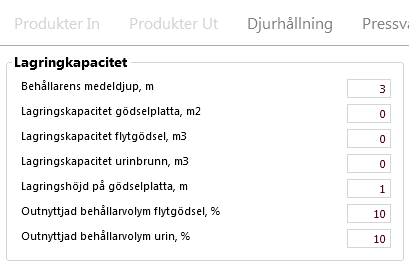 Produkter In Produkter Ut Djurhållning
Lagringkapacitet
Behållarens medeldjup, m 3
Lagringskapacitet gödselplatta, m2 0
Lagringskapacitet flytgödsel, m3 0
Lagringskapacitet urinbrunn, m3 0
Lagringshöjd på gödselplatta, m 1
Outnyttjad behållarvolym flytgödsel, % 10
Outnyttjad behållarvolym urin, % 10